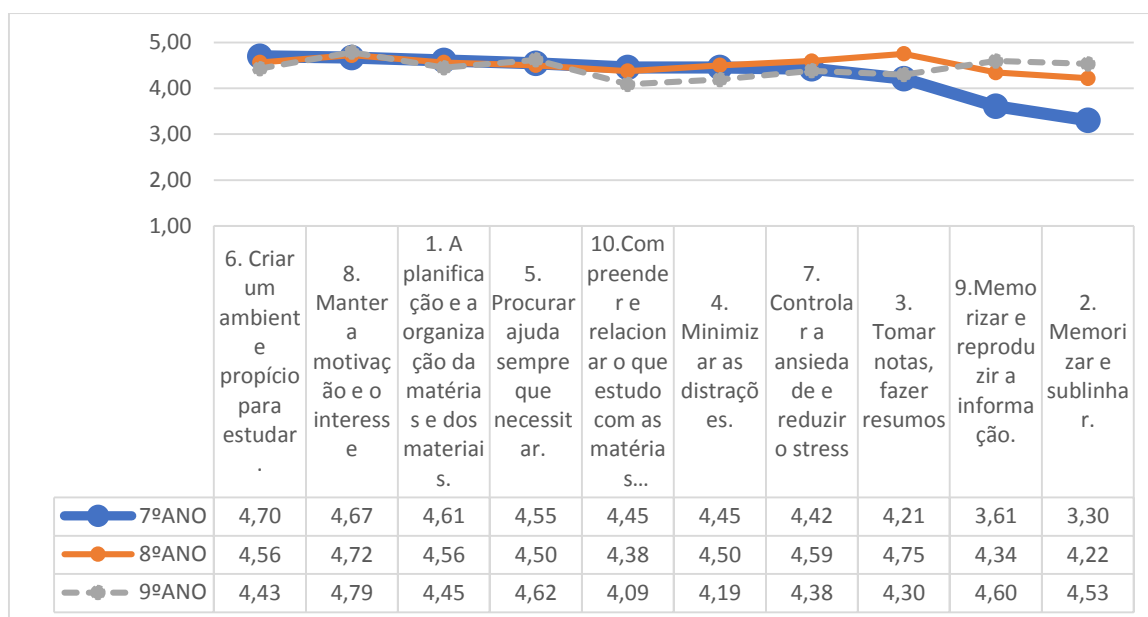 5,00
4,00
3,00
2,00
1,00
6. Criar
um
ambient
e
propício
para
estudar
.
8.
Manter
a
motivaç
ão e o
interess
e
1. A
planifica
ção e a
organiza
ção da
matéria
s e dos
materiai
s.
5.
Procurar
ajuda
sempre
que
necessit
ar.
10.Com
preende
r e
relacion
ar o que
estudo
com as
matéria
s...
4.
Minimiz
ar as
distraçõ
es.
7.
Controla
r a
ansieda
de e
reduzir
o stress
3.
Tomar
notas,
fazer
resumos
9.Memo
rizar e
reprodu
zir a
informa
ção.
2.
Memori
zar e
sublinha
r.
7ºANO 4,70 4,67 4,61 4,55 4,45 4,45 4,42 4,21 3,61 3,30
8ºANO 4,56 4,72 4,56 4,50 4,38 4,50 4,59 4,75 4,34 4,22
9ºANO 4,43 4,79 4,45 4,62 4,09 4,19 4,38 4,30 4,60 4,53